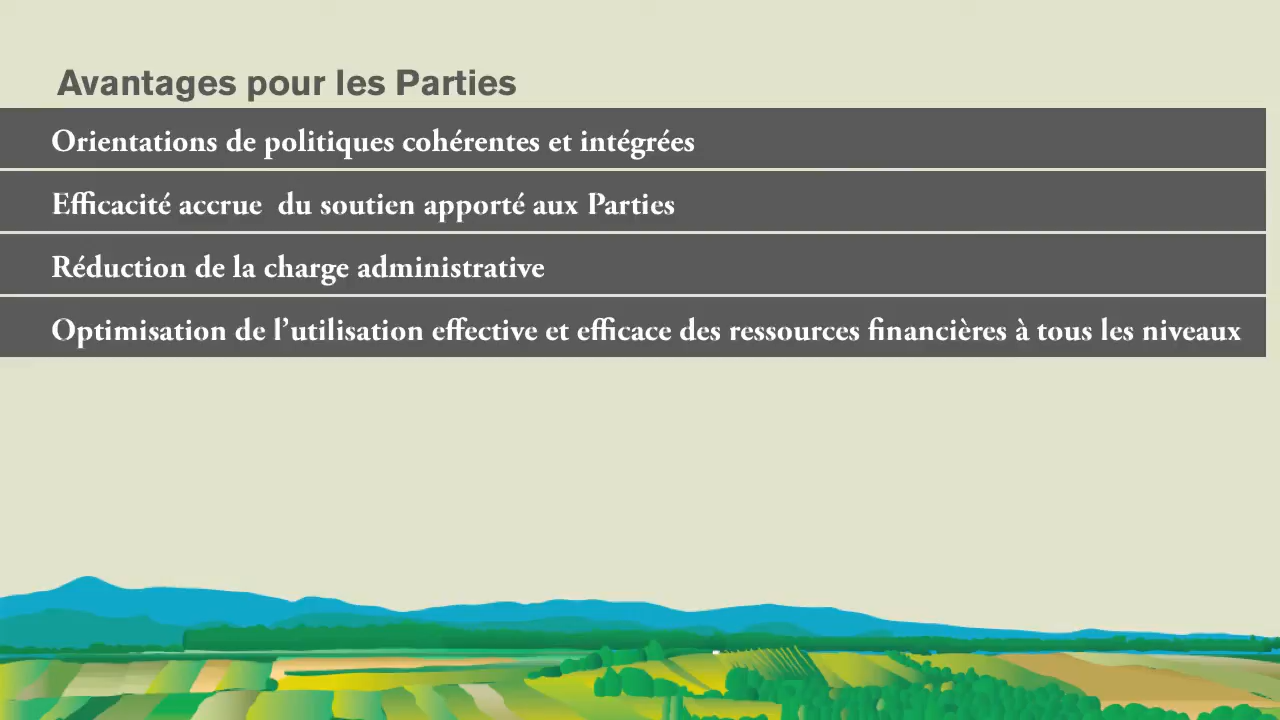 Avantages pour les Parties
Orientations de politiques cohérentes et intégrées
Efficacité accrue  du soutien apporté aux Parties
Réduction de la charge administrative
Optimisation de l’utilisation effective et efficace des ressources financières à tous les niveaux